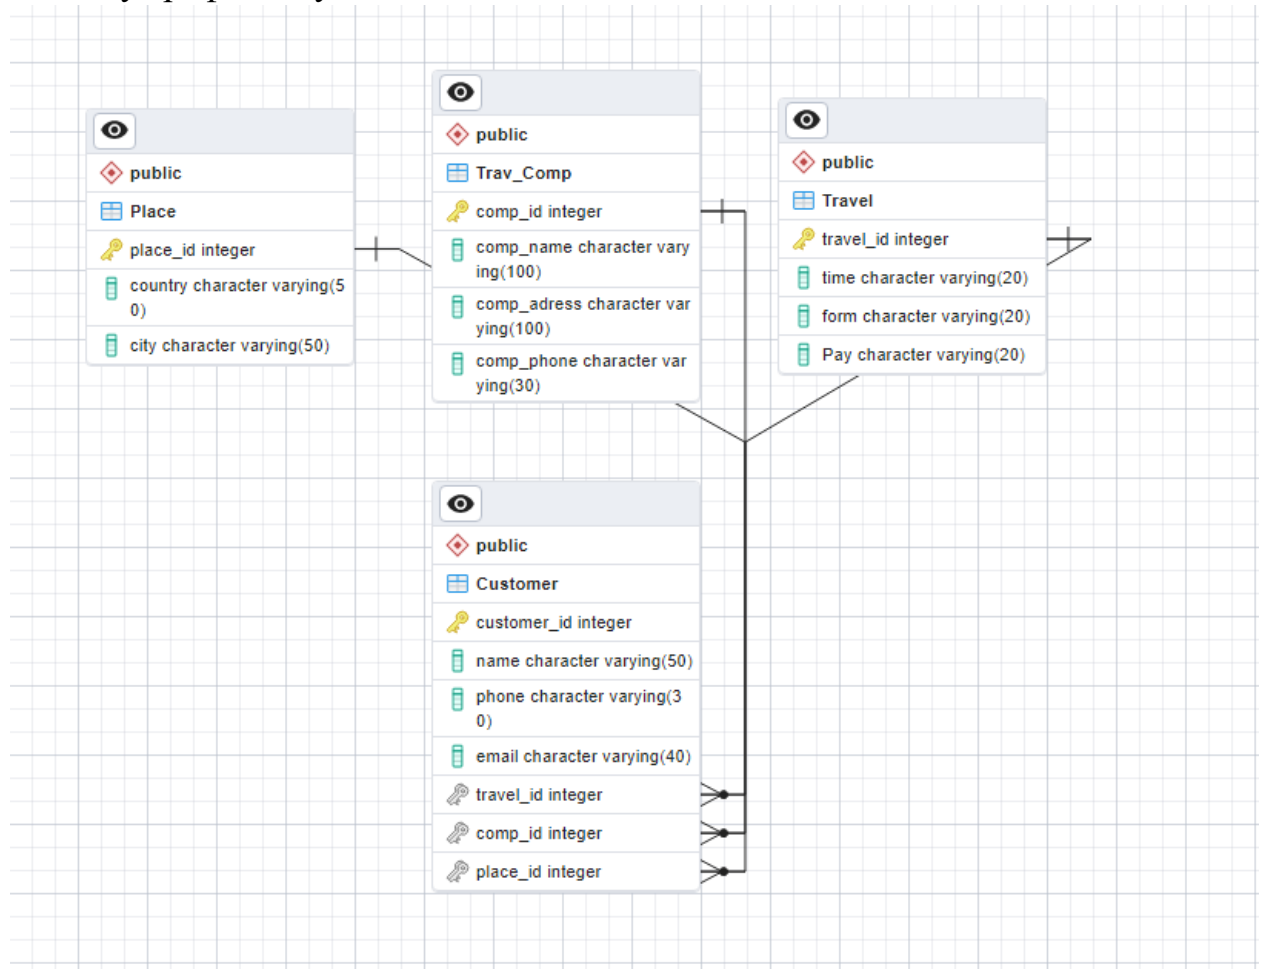 public
Place
place_id integer
country character varying(5
0)
city character varying(50)
public
Trav_Comp
comp_id integer
comp_name character vary
ing(100)
comp_adress character var
ying(100)
comp_phone character var
ying(30)
public
Travel
travel_id integer
time character varying(20)
form character varying(20)
Pay character varying(20)
public
Customer
customer_id integer
name character varying(50)
phone character varying(3
0)
email character varying(40)
travel_id integer
comp_id integer
place_id integer